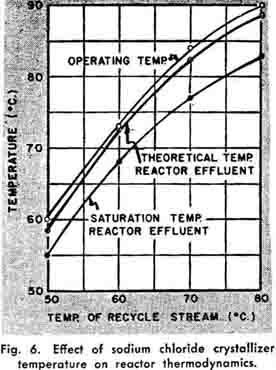 90
OPERATING TEMP.
80
TEMPERATURE (°C.)
70
THEORETICAL TEMP.
REACTOR EFFLUENT
60
SATURATION TEMP.
REACTOR EFFLUENT
50
50 60 70 80
TEMP. OF RECYCLE STREAM (°C.)
Fig. 6. Effect of sodium chloride crystallizer
temperature on reactor thermodynamics.